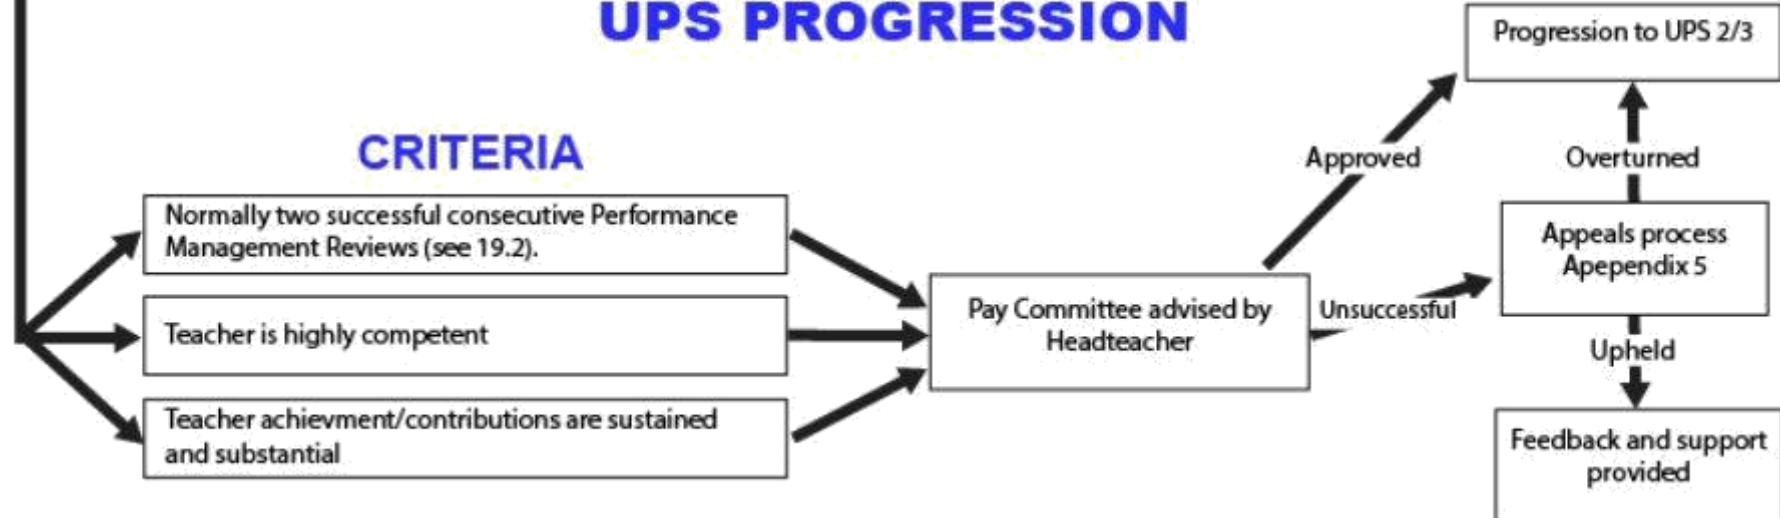 UPS PROGRESSION
CRITERIA
Normally two successful consecutive Performance
Management Reviews (see 19.2).
Teacher is highly competent
Teacher achievment/contributions are sustained
and substantial
Pay Committee advised by
Headteacher
Approved
Unsuccessful
Progression to UPS 2/3
Overturned
Appeals process
Apependix 5
Upheld
Feedback and support
provided